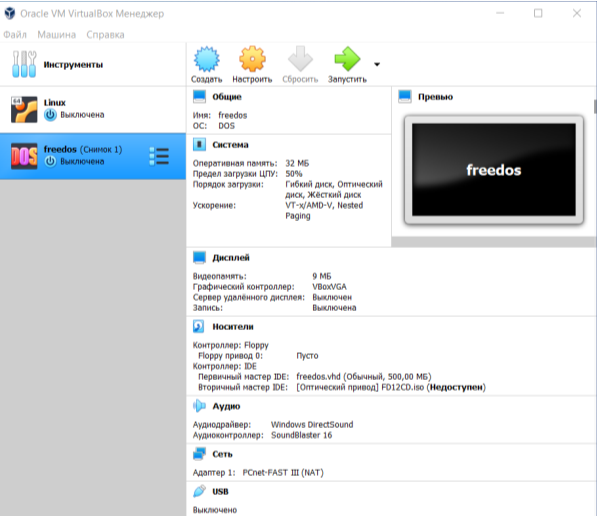 Oracle VM VirtualBox Менеджер
Файл Машина Справка
Инструменты
Создать Настроить Сбросить Запустить
64
Linux
Выключена
DOS
freedos (Снимок 1)
Выключена
Общие
Имя: freedos
ОС: DOS
Система
Оперативная память: 32 МБ
Предел загрузки ЦПУ: 50%
Порядок загрузки: Гибкий диск, Оптический
диск, Жёсткий диск
Ускорение: VT-x/AMD-V, Nested
Paging
Превью
freedos
Дисплей
Видеопамять: 9 МБ
Графический контроллер: VBoxVGA
Сервер удалённого дисплея: Выключен
Запись: Выключена
Носители
Контроллер: Floppy
Floppy привод 0: Пусто
Контроллер: IDE
Первичный мастер IDE: freedos.vhd (Обычный, 500,00 МБ)
Вторичный мастер IDE: [Оптический привод] FD12CD.iso (Недоступен)
Аудио
Аудиодрайвер: Windows DirectSound
Аудиоконтроллер: SoundBlaster 16
Сеть
Адаптер 1: PCnet-FAST III (NAT)
USB
Выключено